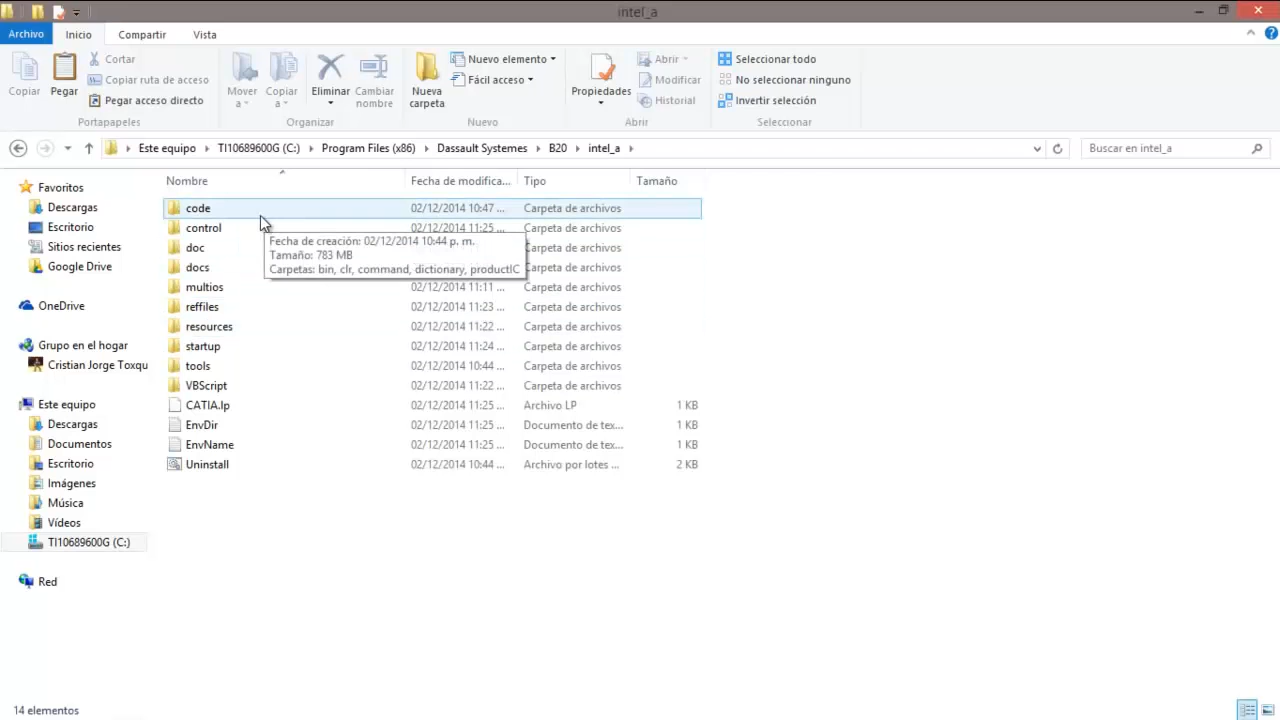 intel_a
Archivo Inicio Compartir Vista
Copiar
Pegar
Cortar
Copiar ruta de acceso
Pegar acceso directo
Portapapeles
Mover a
Copiar a
Eliminar
Cambiar nombre
Organizar
Nueva carpeta
Nuevo elemento
Fácil acceso
Nuevo
Propiedades
Abrir
Modificar
Historial
Abrir
Seleccionar todo
No seleccionar ninguno
Invertir selección
Seleccionar
Este equipo TI10689600G (C:) Program Files (x86) Dassault Systemes B20 intel_a
Buscar en intel_a
Favoritos
Descargas
Escritorio
Sitios recientes
Google Drive
OneDrive
Grupo en el hogar
Cristian Jorge Toxqu
Este equipo
Descargas
Documentos
Escritorio
Imágenes
Música
Vídeos
TI10689600G (C:)
Red
Nombre Fecha de modifica... Tipo Tamaño
code 02/12/2014 10:47 ... Carpeta de archivos
control 02/12/2014 11:25 ... Carpeta de archivos
doc Carpeta de archivos
docs Carpeta de archivos
multios 02/12/2014 11:11 ... Carpeta de archivos
reffiles 02/12/2014 11:23 ... Carpeta de archivos
resources 02/12/2014 11:22 ... Carpeta de archivos
startup 02/12/2014 11:24 ... Carpeta de archivos
tools 02/12/2014 10:44 ... Carpeta de archivos
VBScript 02/12/2014 11:22 ... Carpeta de archivos
CATIA.lp 02/12/2014 11:25 ... Archivo LP 1 KB
EnvDir 02/12/2014 11:25 ... Documento de tex... 1 KB
EnvName 02/12/2014 11:25 ... Documento de tex... 1 KB
Uninstall 02/12/2014 10:44 ... Archivo por lotes ... 2 KB
Fecha de creación: 02/12/2014 10:44 p. m.
Tamaño: 783 MB
Carpetas: bin, clr, command, dictionary, productIC
14 elementos